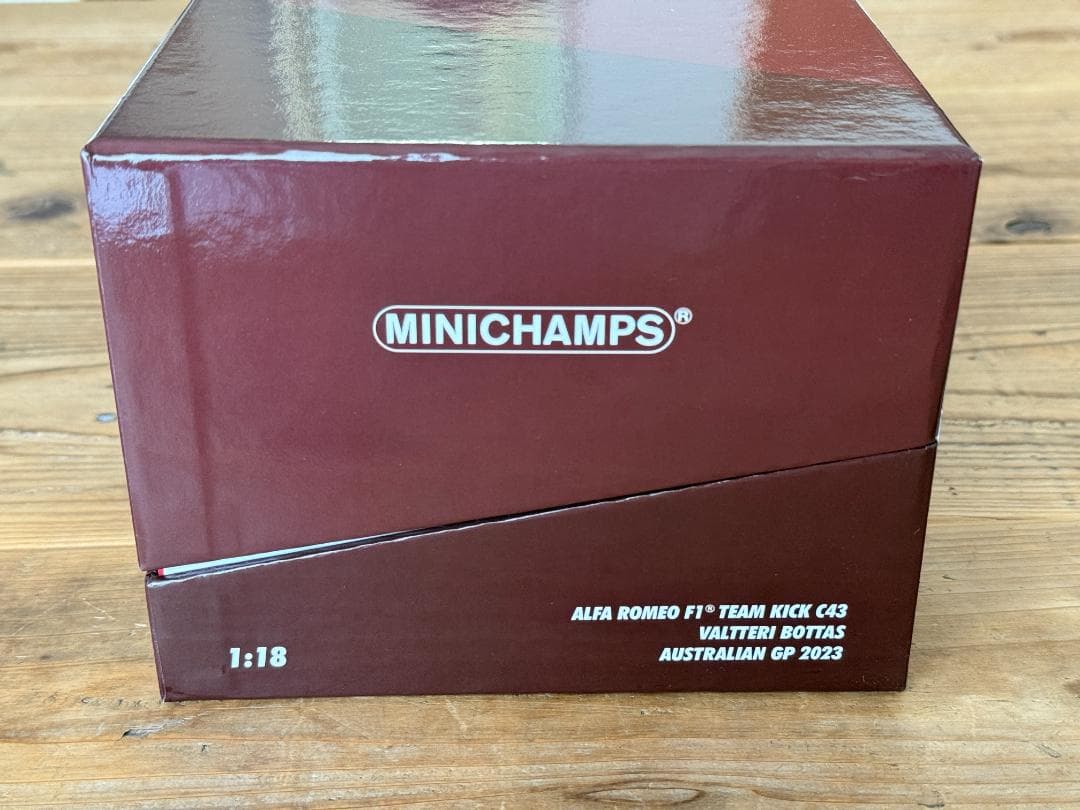 MINICHAMPS®
ALFA ROMEO F1® TEAM KICK C43
VALTTERI BOTTAS
AUSTRALIAN GP 2023
1:18